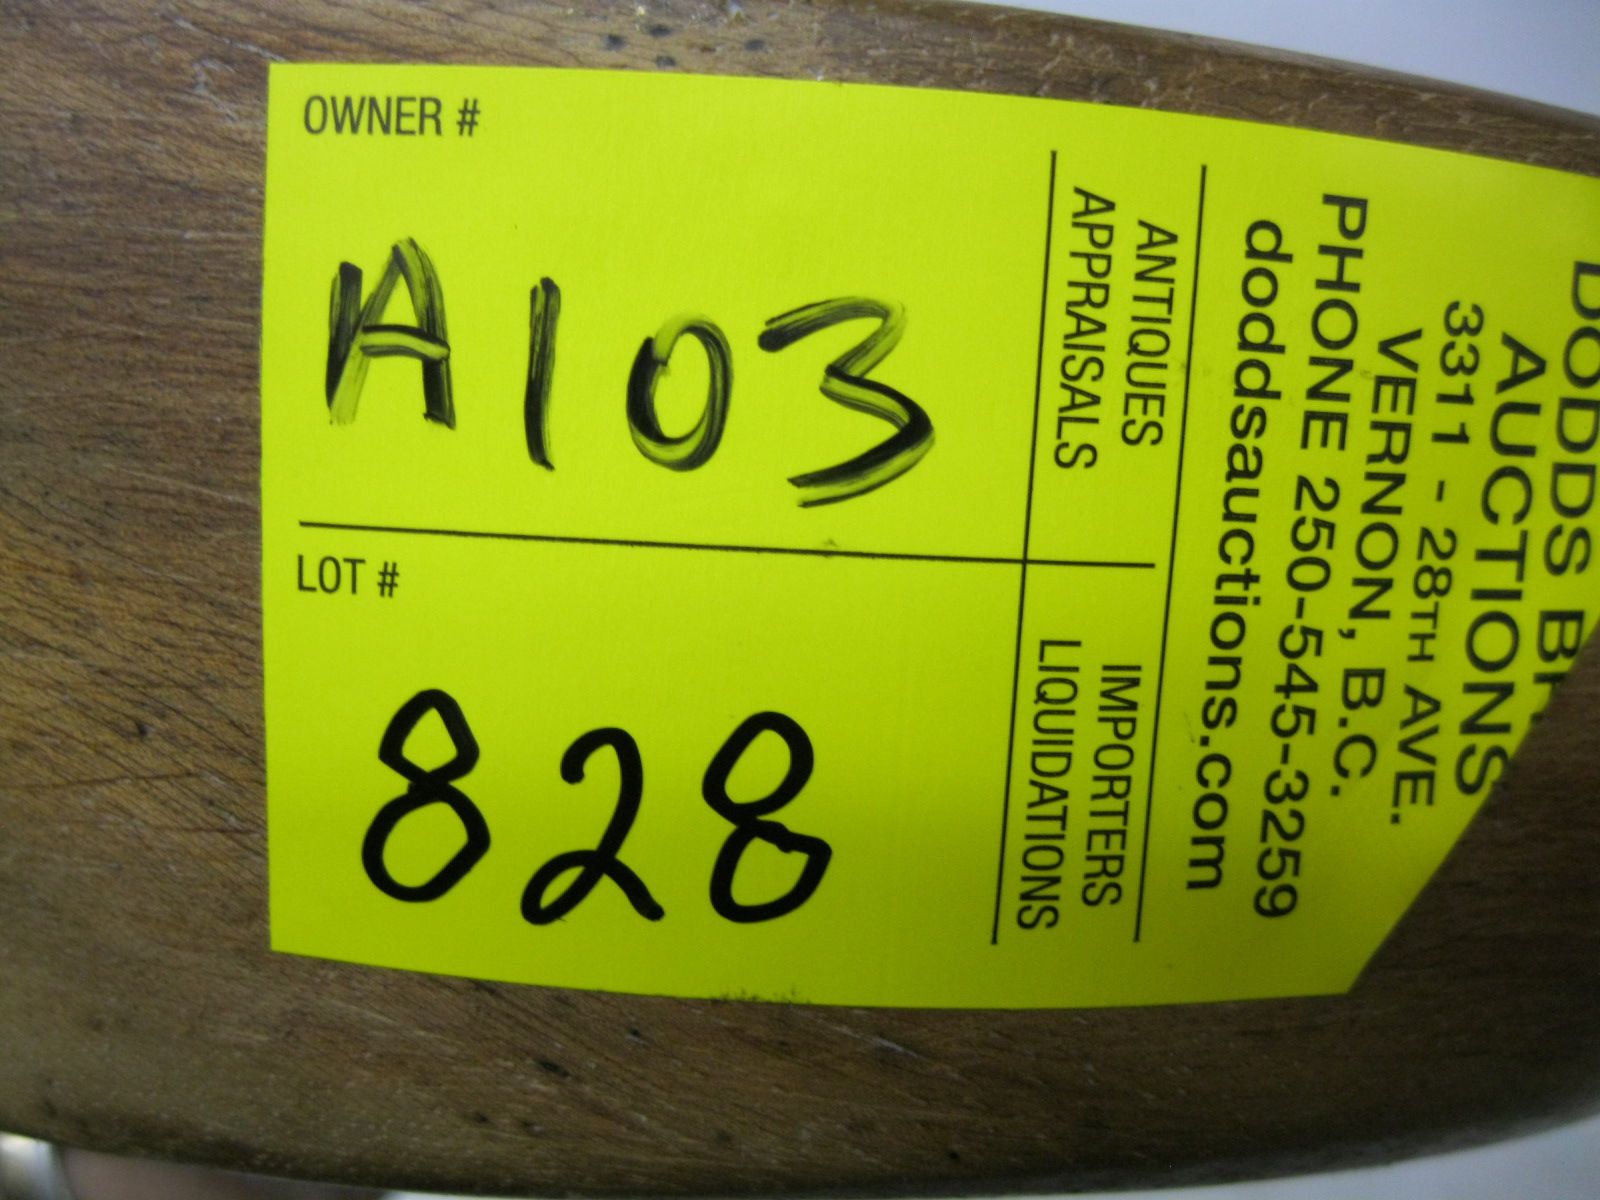 OWNER #
A103
LOT #
828
ANTIQUES
APPRAISALS
IMPORTERS
LIQUIDATIONS
DODDS
AUCTIONS
3311 - 28TH AVE.
VERNON, B.C.
PHONE 250-545-3259
doddsauctions.com